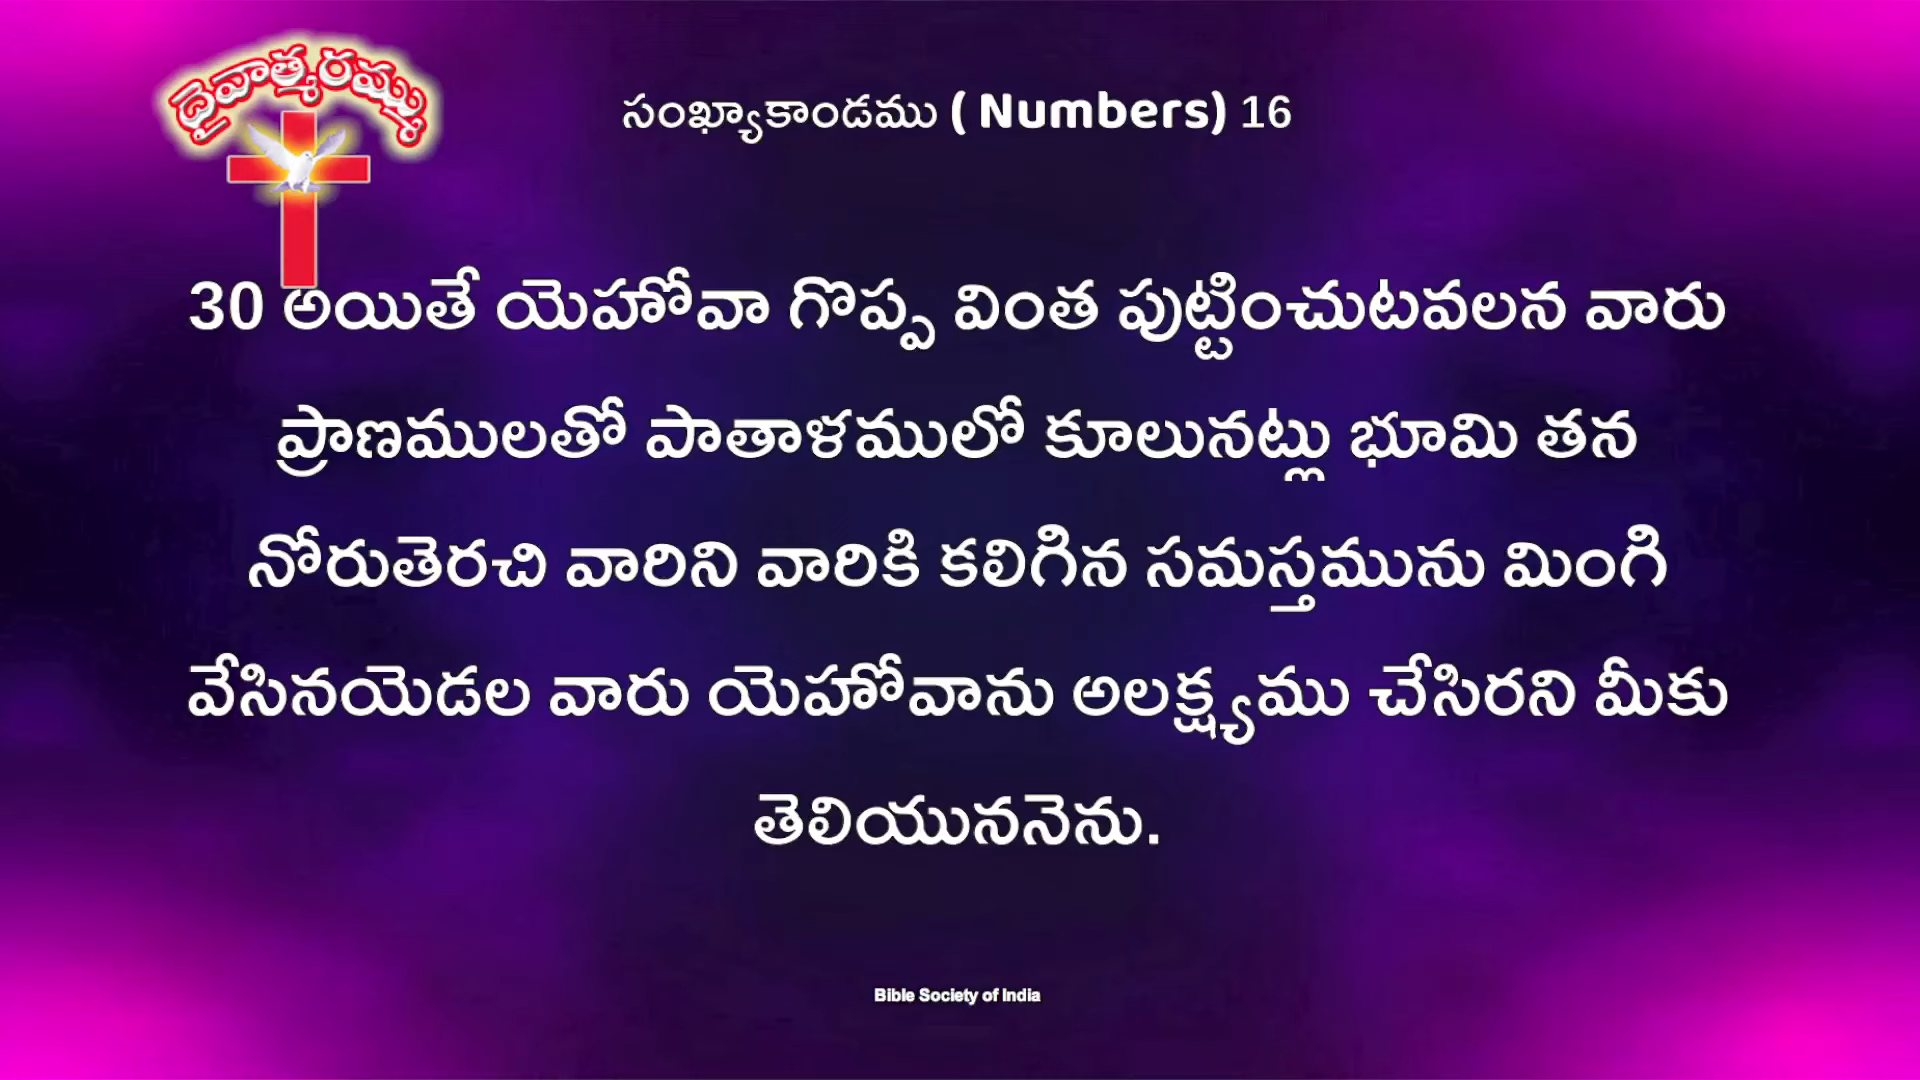 దైవాత్మరమ్ము
సంఖ్యాకాండము ( Numbers) 16
30 అయితే యెహోవా గొప్ప వింత పుట్టించుటవలన వారు
ప్రాణములతో పాతాళములో కూలునట్లు భూమి తన
నోరుతెరచి వారిని వారికి కలిగిన సమస్తమును మింగి
వేసినయెడల వారు యెహోవాను అలక్ష్యము చేసిరని మీకు
తెలియుననెను.
Bible Society of India